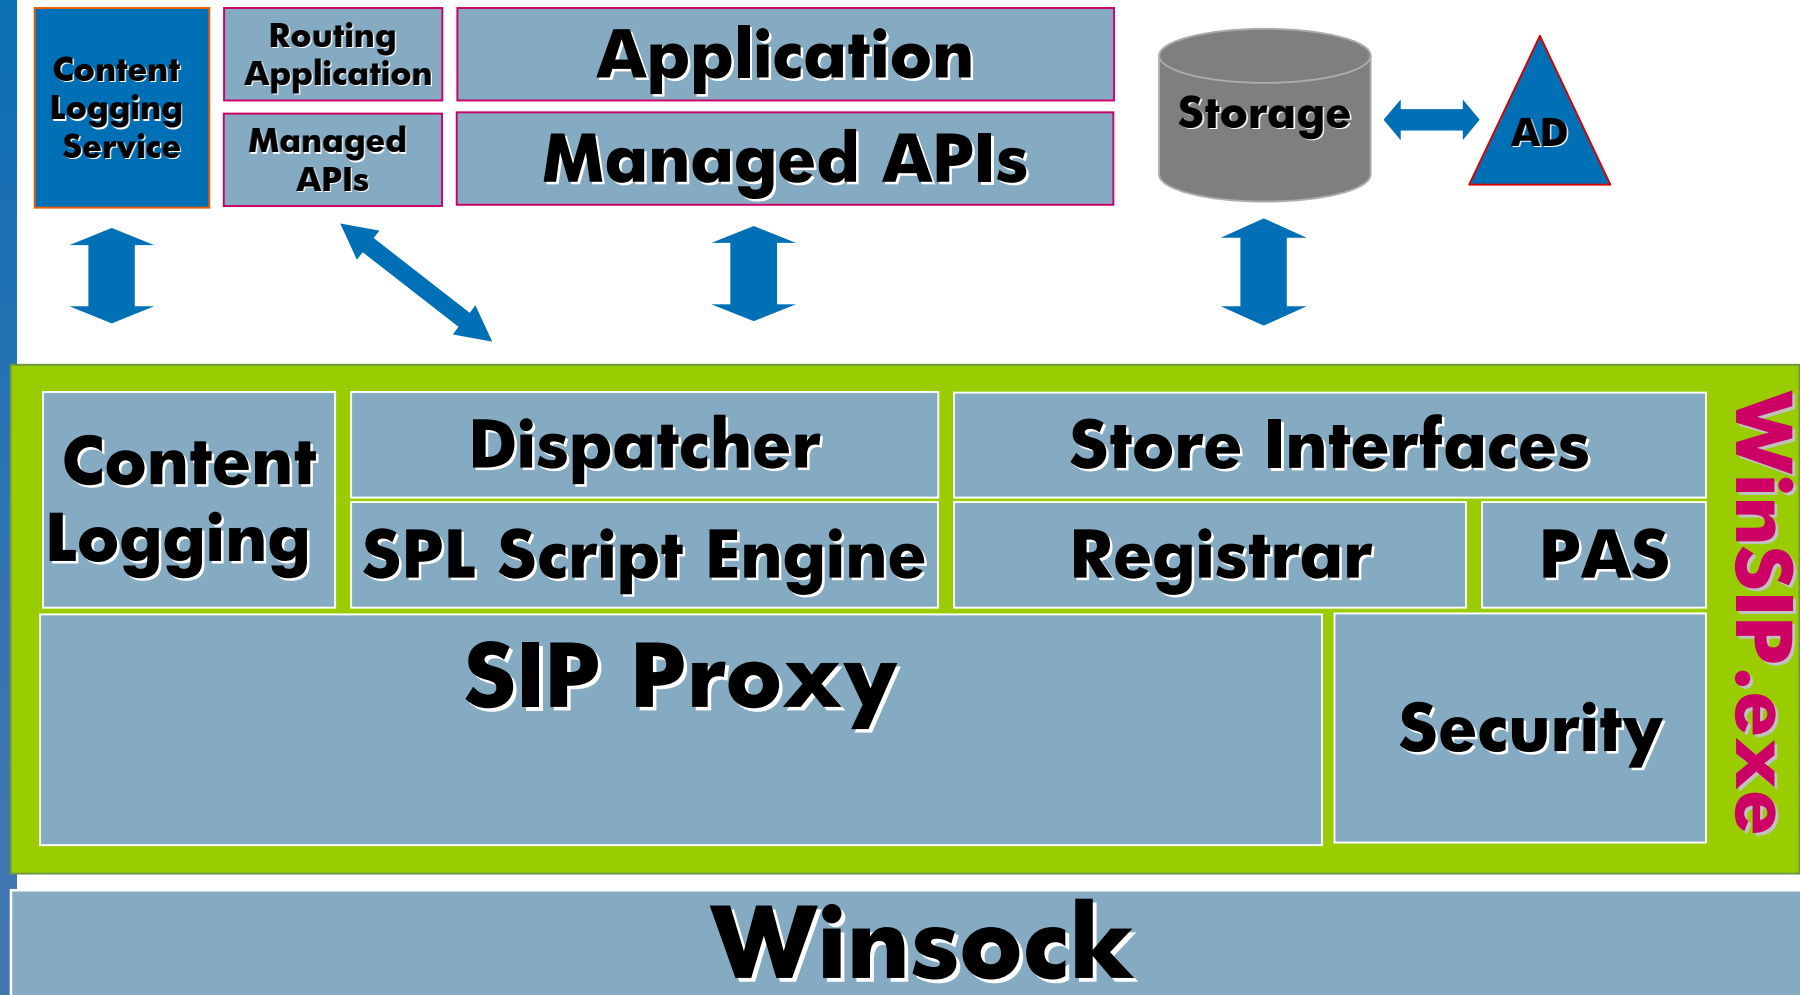 Content
Logging
Service
Routing
Application
Managed
APIs
Application
Managed APIs
Storage
AD
Content
Logging
Dispatcher
SPL Script Engine
Store Interfaces
Registrar
PAS
SIP Proxy
Security
WinSIP.exe
Winsock